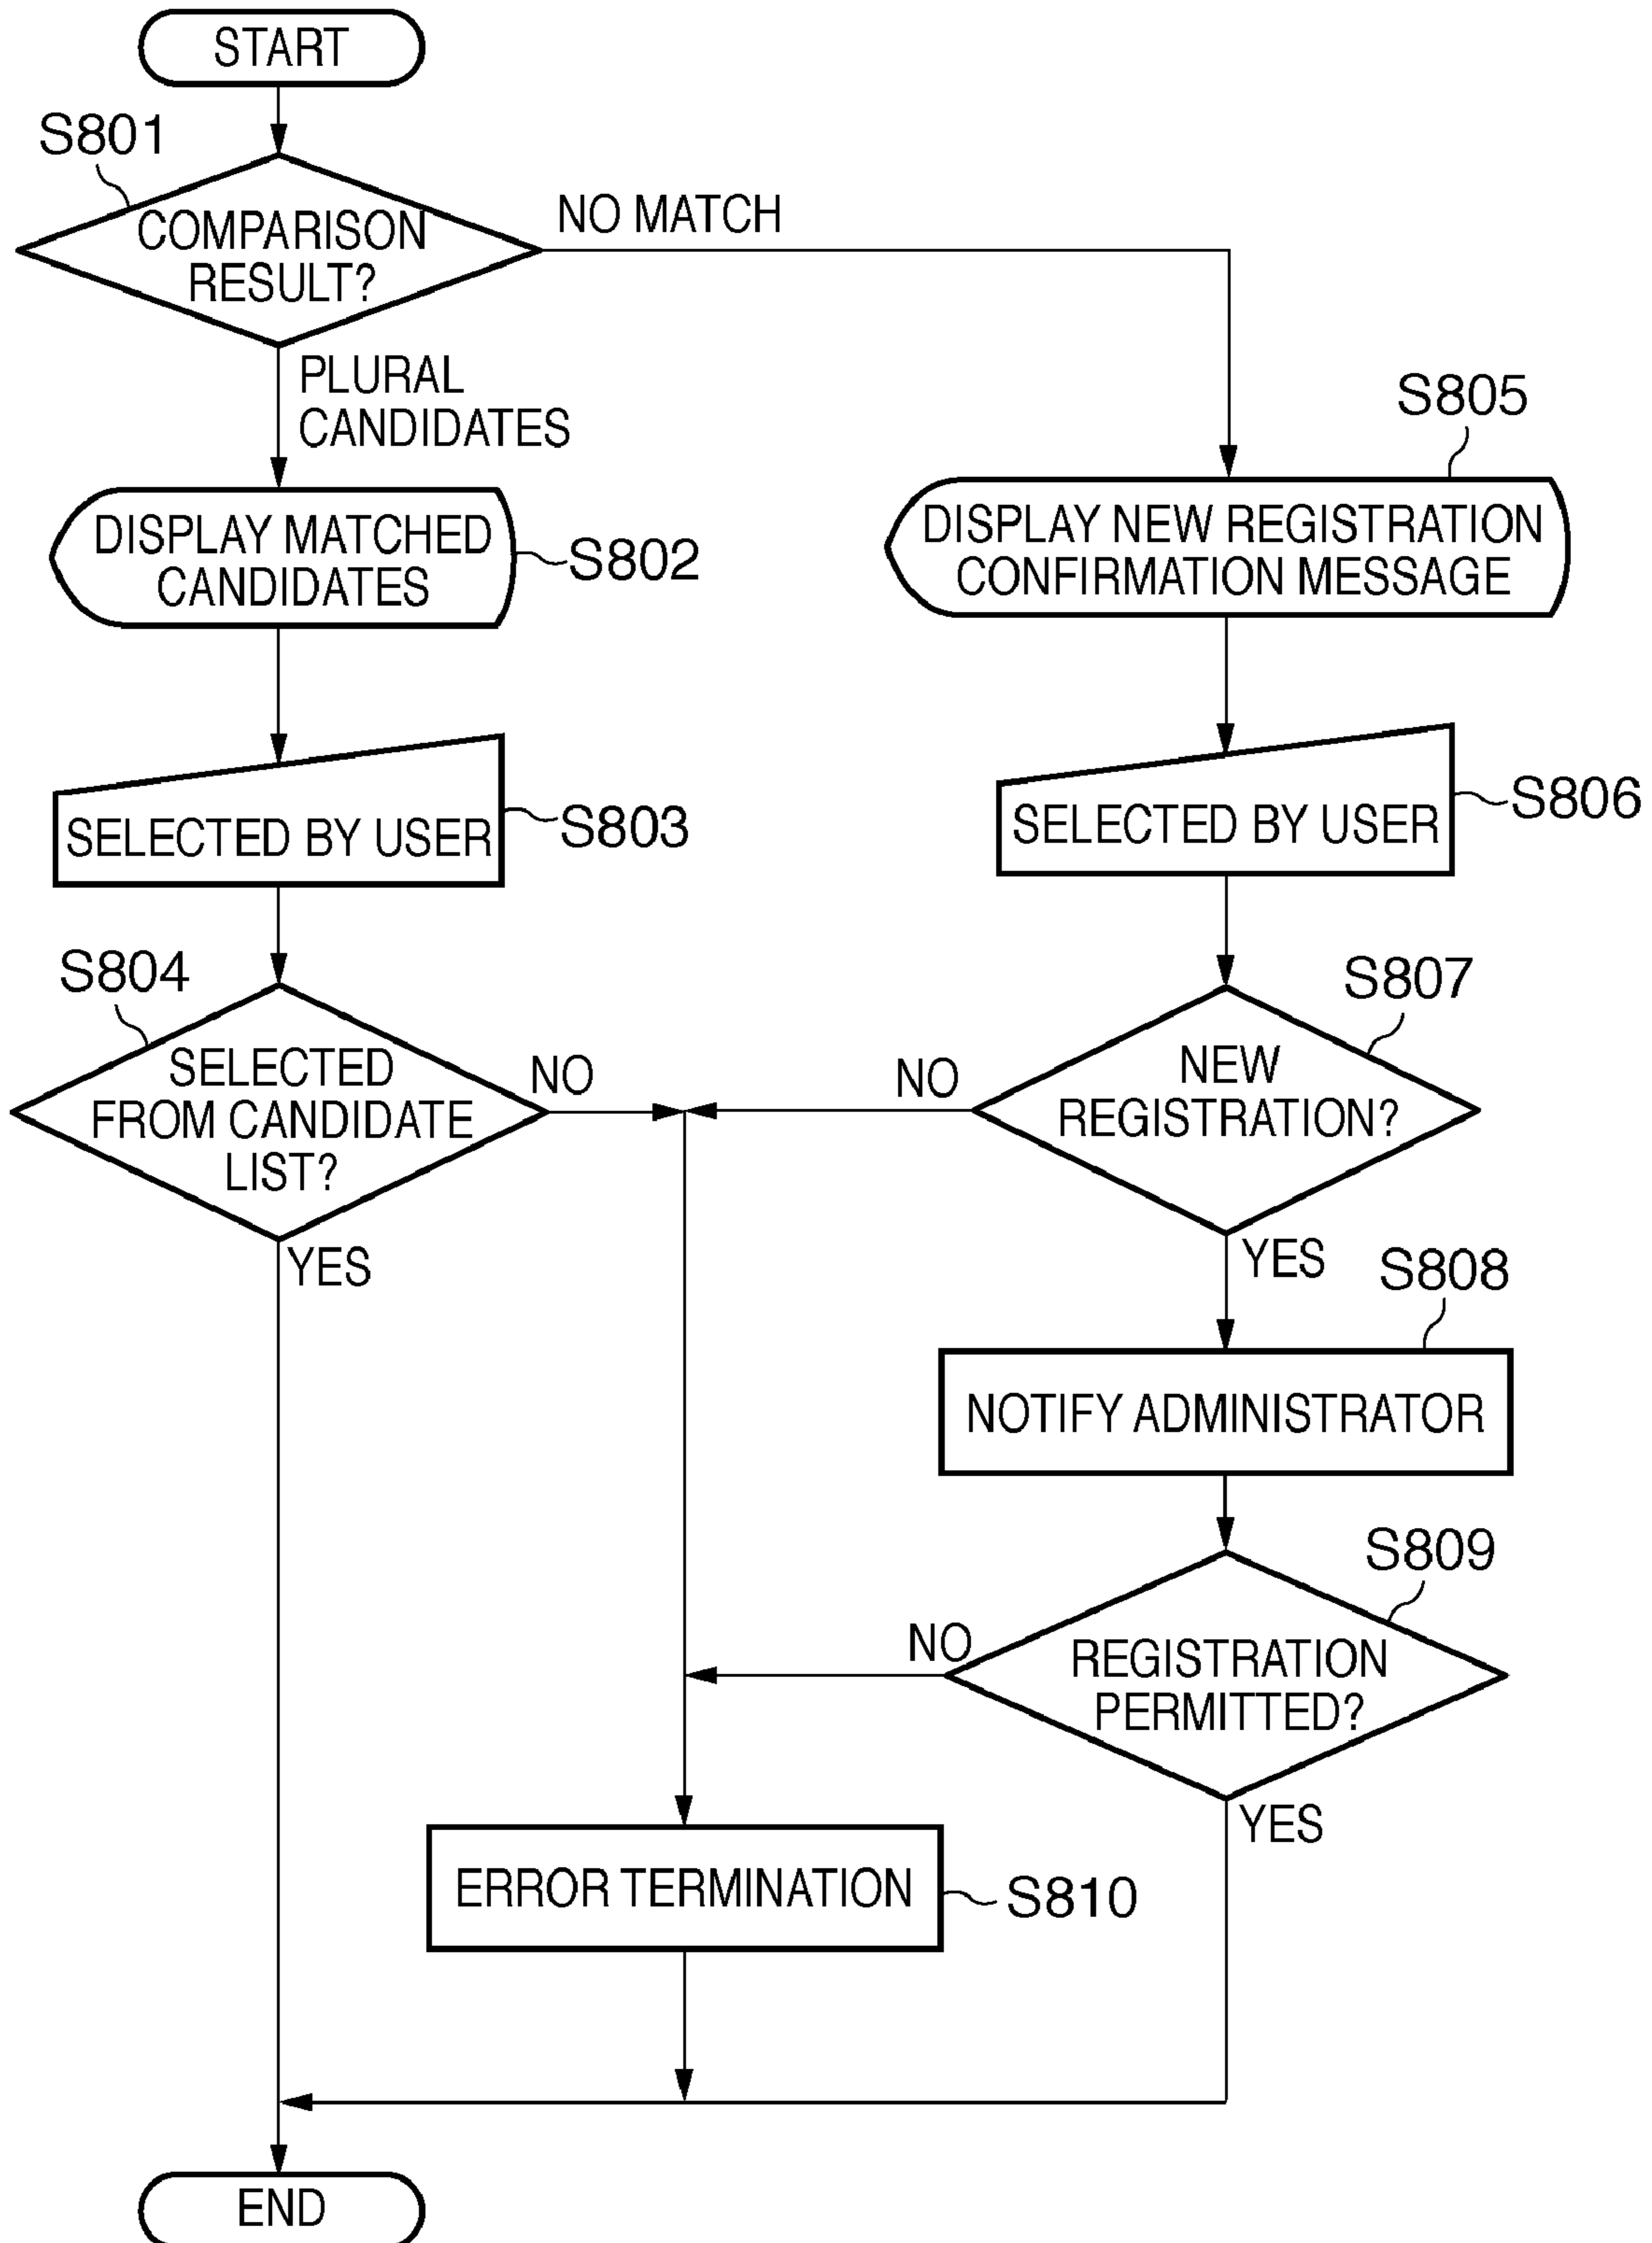 START
S801
COMPARISON
RESULT?
NO MATCH
PLURAL
CANDIDATES
DISPLAY MATCHED
CANDIDATES
S802
SELECTED BY USER
S803
S804
SELECTED
FROM CANDIDATE
LIST?
NO
YES
S805
DISPLAY NEW REGISTRATION
CONFIRMATION MESSAGE
SELECTED BY USER
S806
S807
NEW
REGISTRATION?
NO
YES
S808
NOTIFY ADMINISTRATOR
S809
REGISTRATION
PERMITTED?
NO
YES
ERROR TERMINATION
S810
END